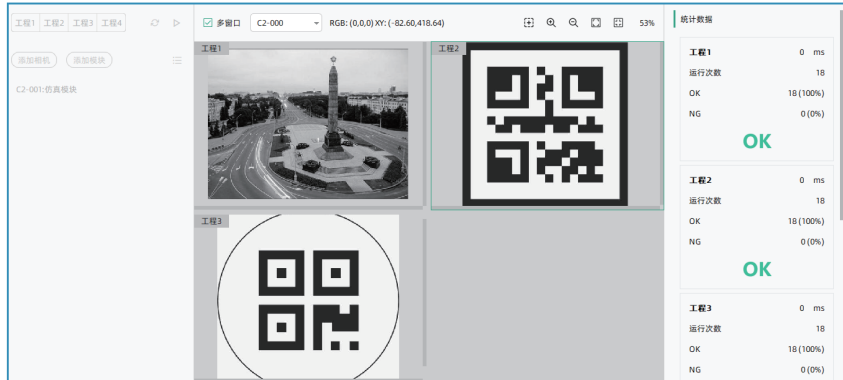 工程1 工程2 工程3 工程4
添加相机 添加模块
C2-001:仿真模块
多窗口 C2-000 RGB: (0,0,0) XY: (-82.60,418.64) 53%
工程1
工程2
工程3
统计数据
工程1 0 ms
运行次数 18
OK 18 (100%)
NG 0 (0%)
OK
工程2 0 ms
运行次数 18
OK 18 (100%)
NG 0 (0%)
OK
工程3 0 ms
运行次数 18
OK 18 (100%)
NG 0 (0%)